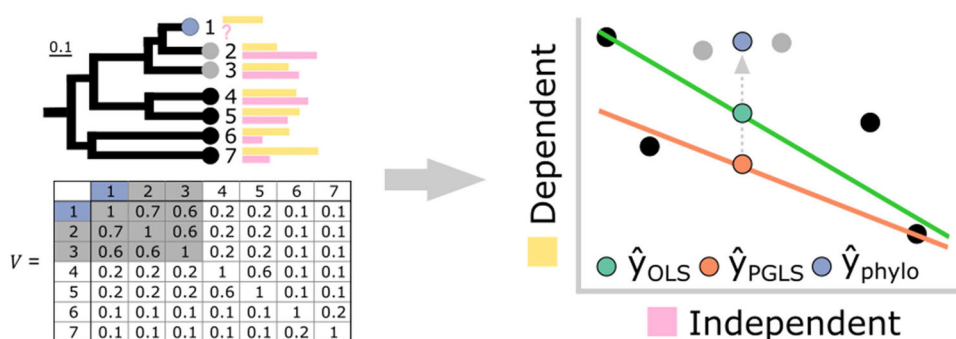 0.1
1
?
2
3
4
5
6
7
1 2 3 4 5 6 7
1 1 0.7 0.6 0.2 0.2 0.1 0.1
2 0.7 1 0.6 0.2 0.2 0.1 0.1
3 0.6 0.6 1 0.2 0.2 0.1 0.1
V =
4 0.2 0.2 0.2 1 0.6 0.1 0.1
5 0.2 0.2 0.2 0.6 1 0.1 0.1
6 0.1 0.1 0.1 0.1 0.1 1 0.2
7 0.1 0.1 0.1 0.1 0.1 0.2 1
Dependent
ŷOLS ŷPGLS ŷphylo
Independent